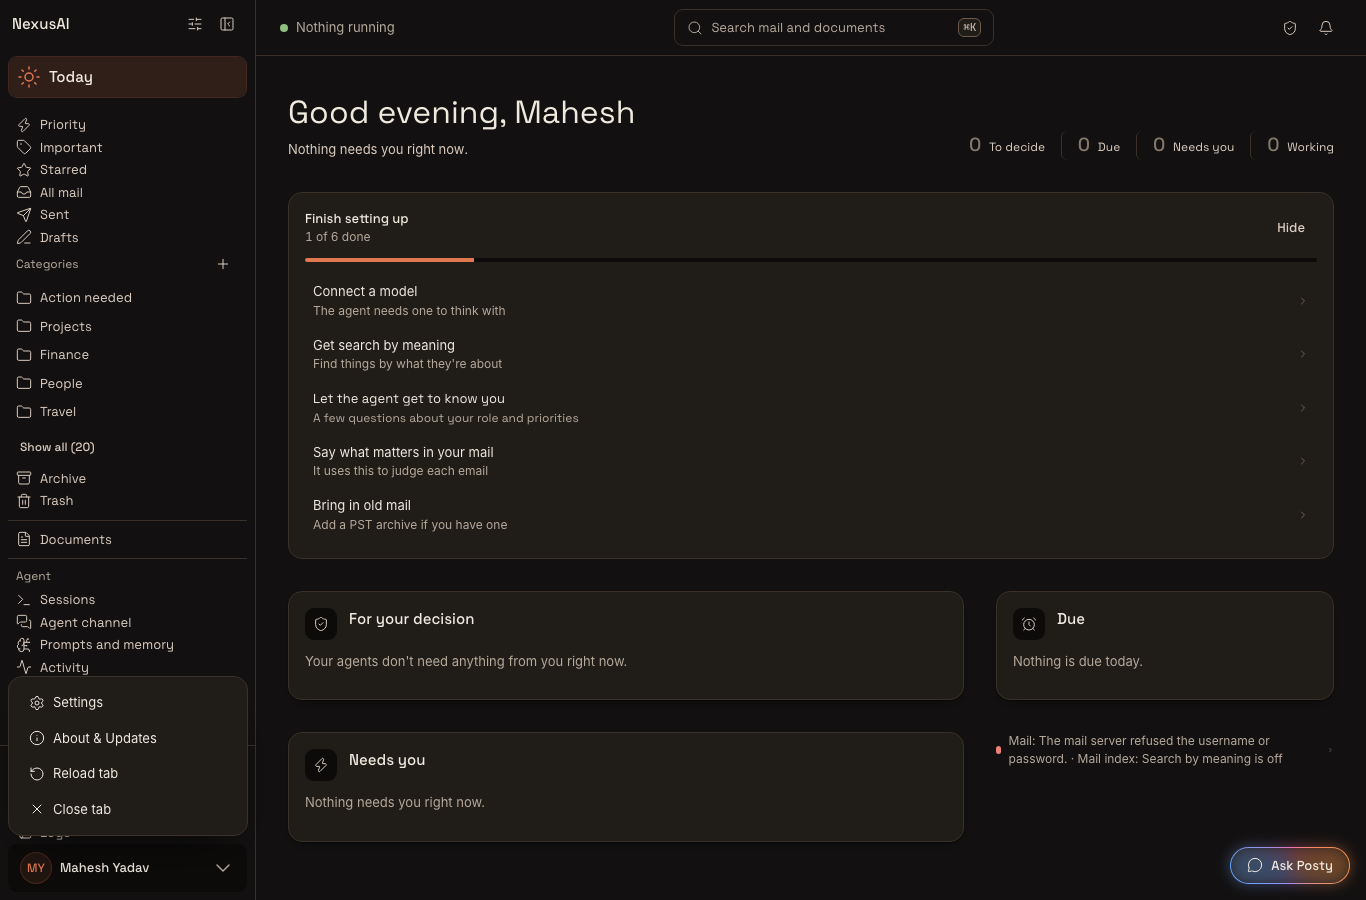 NexusAI
Today
Priority
Important
Starred
All mail
Sent
Drafts
Categories
Action needed
Projects
Finance
People
Travel
Show all (20)
Archive
Trash
Documents
Agent
Sessions
Agent channel
Prompts and memory
Activity
Settings
About & Updates
Reload tab
Close tab
MY
Mahesh Yadav
Nothing running
Search mail and documents
⌘K
Good evening, Mahesh
Nothing needs you right now.
0 To decide
0 Due
0 Needs you
0 Working
Finish setting up
1 of 6 done
Hide
Connect a model
The agent needs one to think with
Get search by meaning
Find things by what they're about
Let the agent get to know you
A few questions about your role and priorities
Say what matters in your mail
It uses this to judge each email
Bring in old mail
Add a PST archive if you have one
For your decision
Your agents don't need anything from you right now.
Due
Nothing is due today.
Needs you
Nothing needs you right now.
Mail: The mail server refused the username or
password. · Mail index: Search by meaning is off
Ask Posty